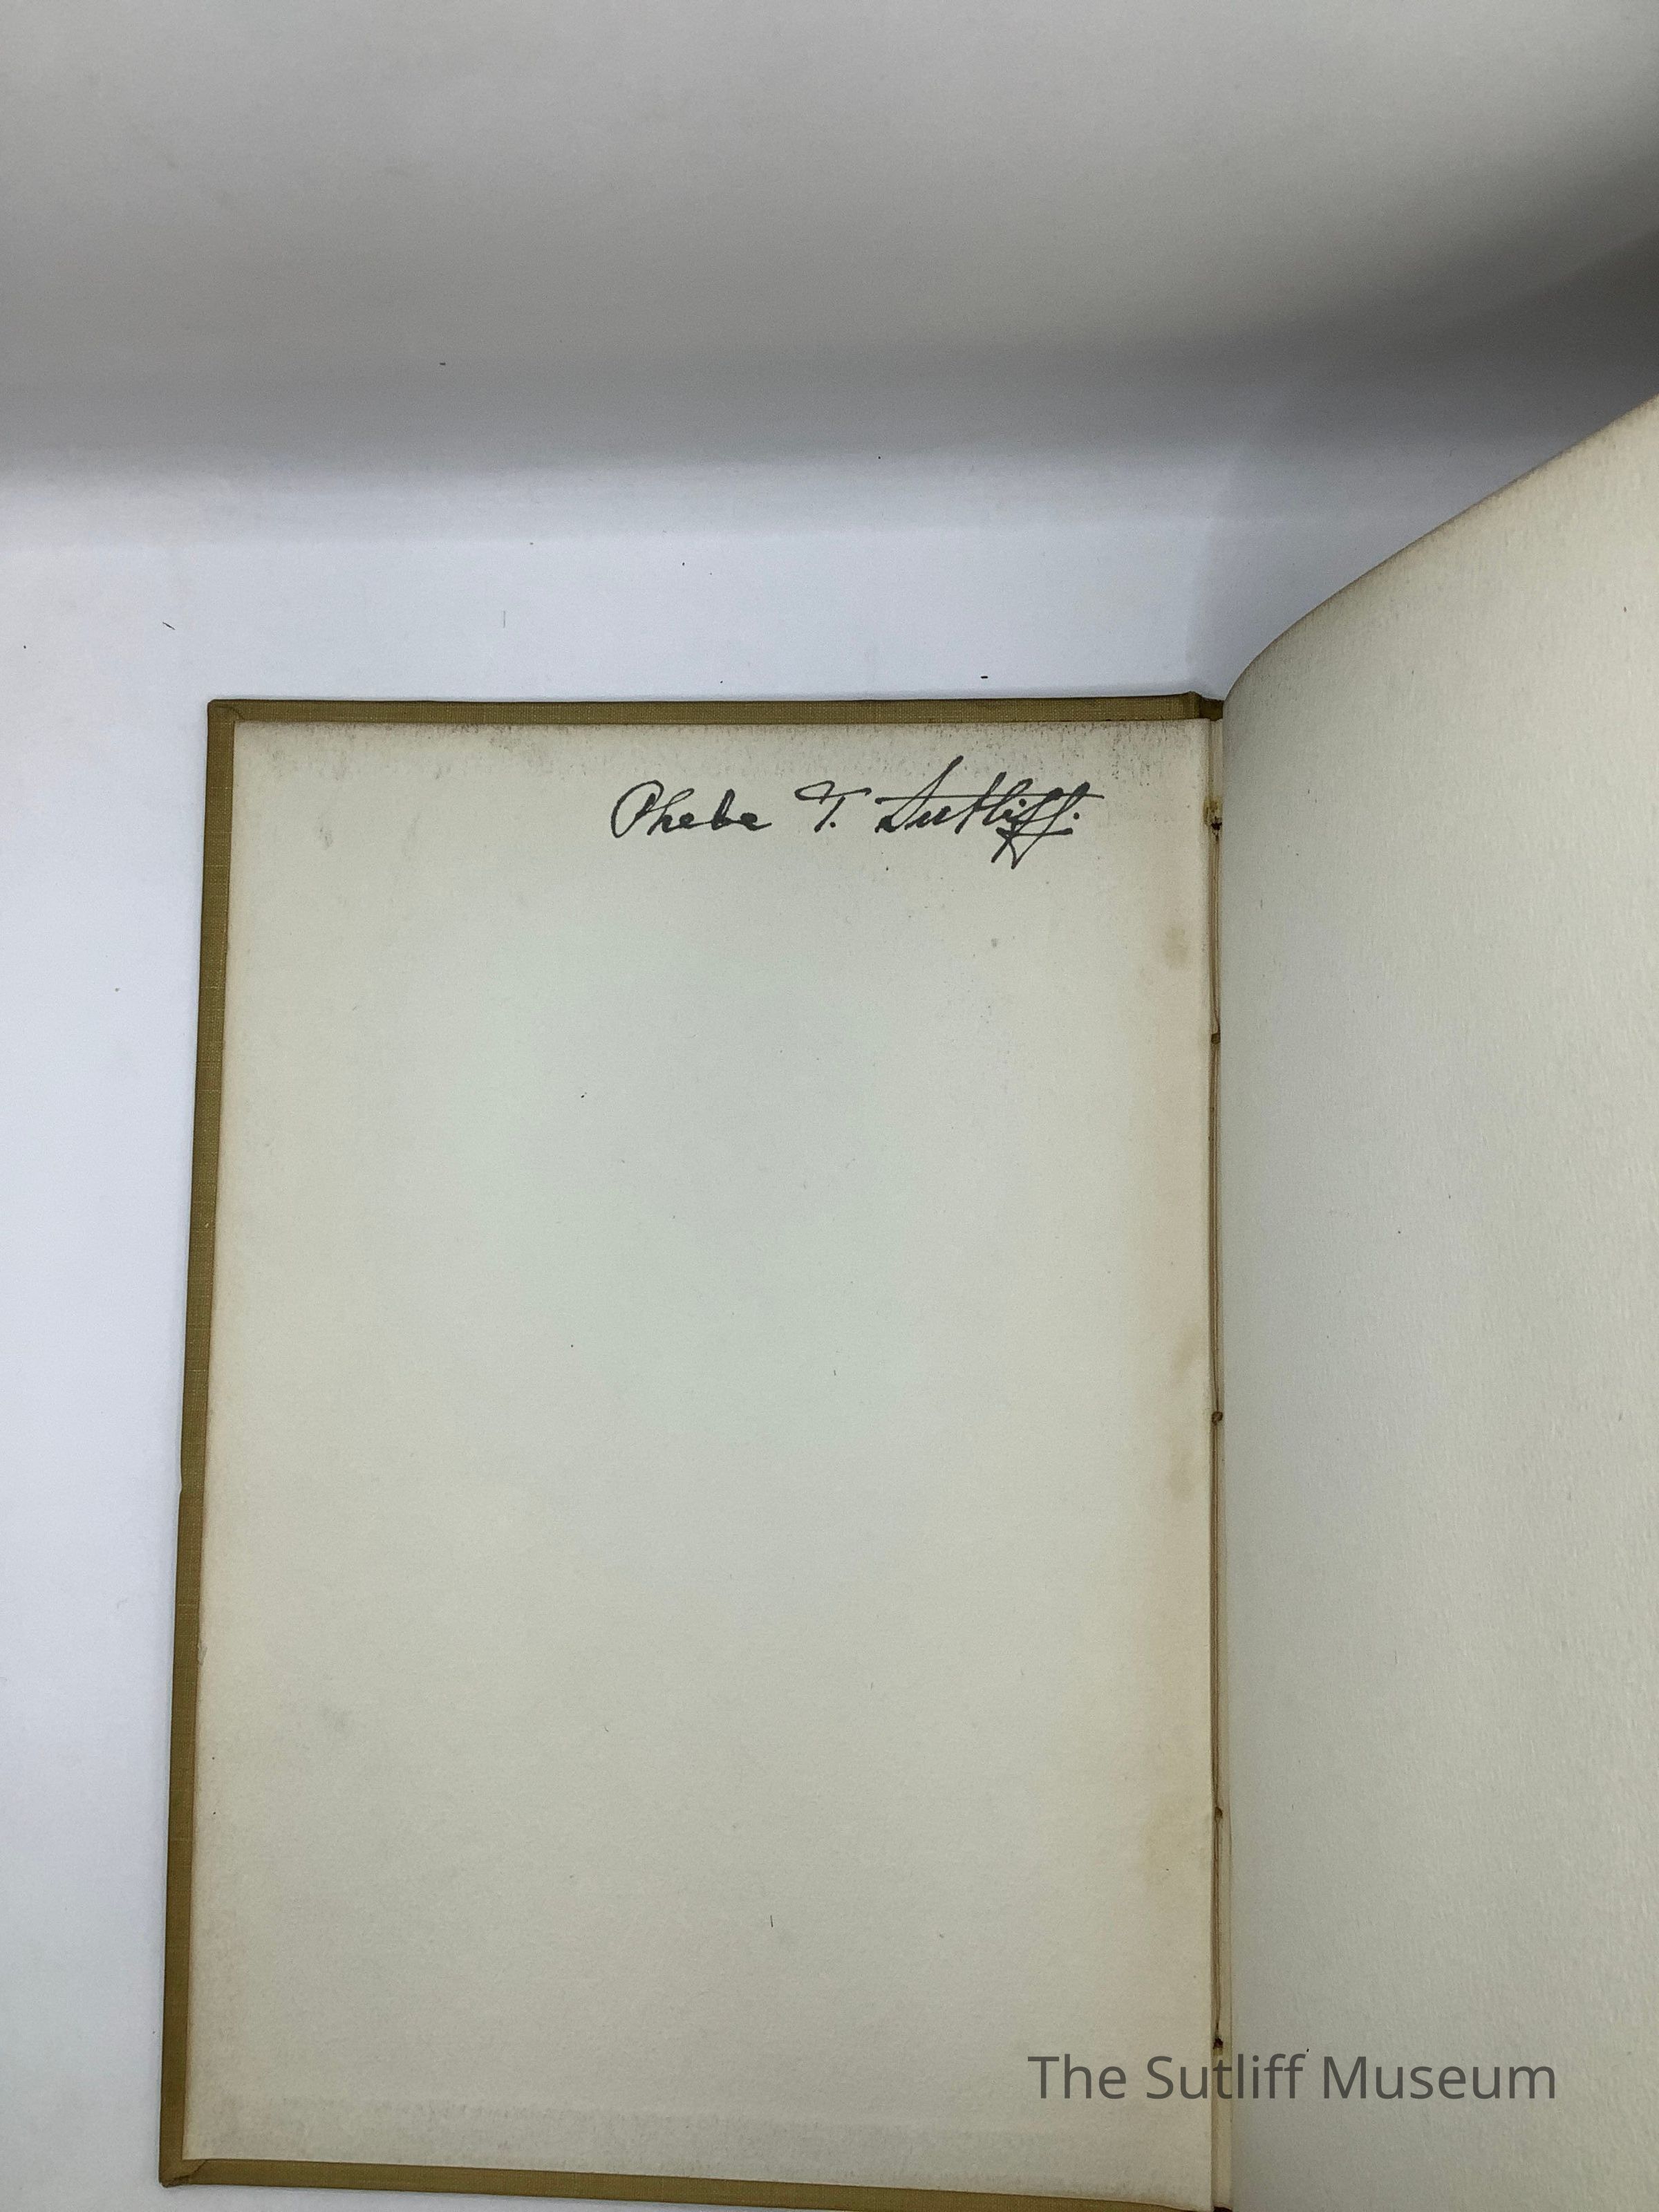 Phebe T. Sutliff.
The Sutliff Museum